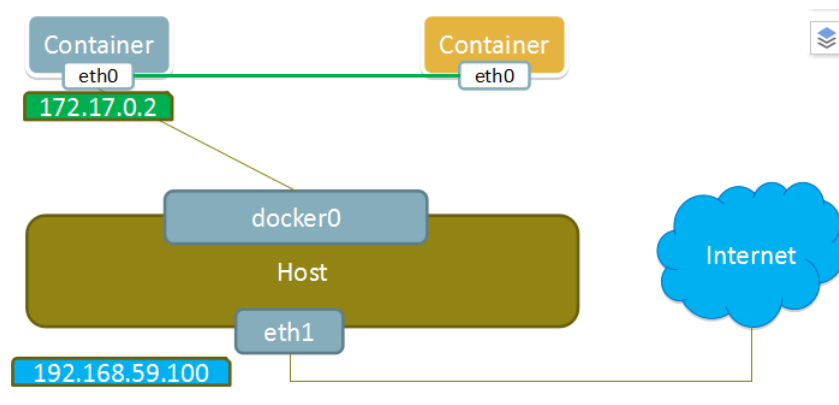 Container
Container
eth0
eth0
172.17.0.2
docker0
Host
Internet
eth1
192.168.59.100